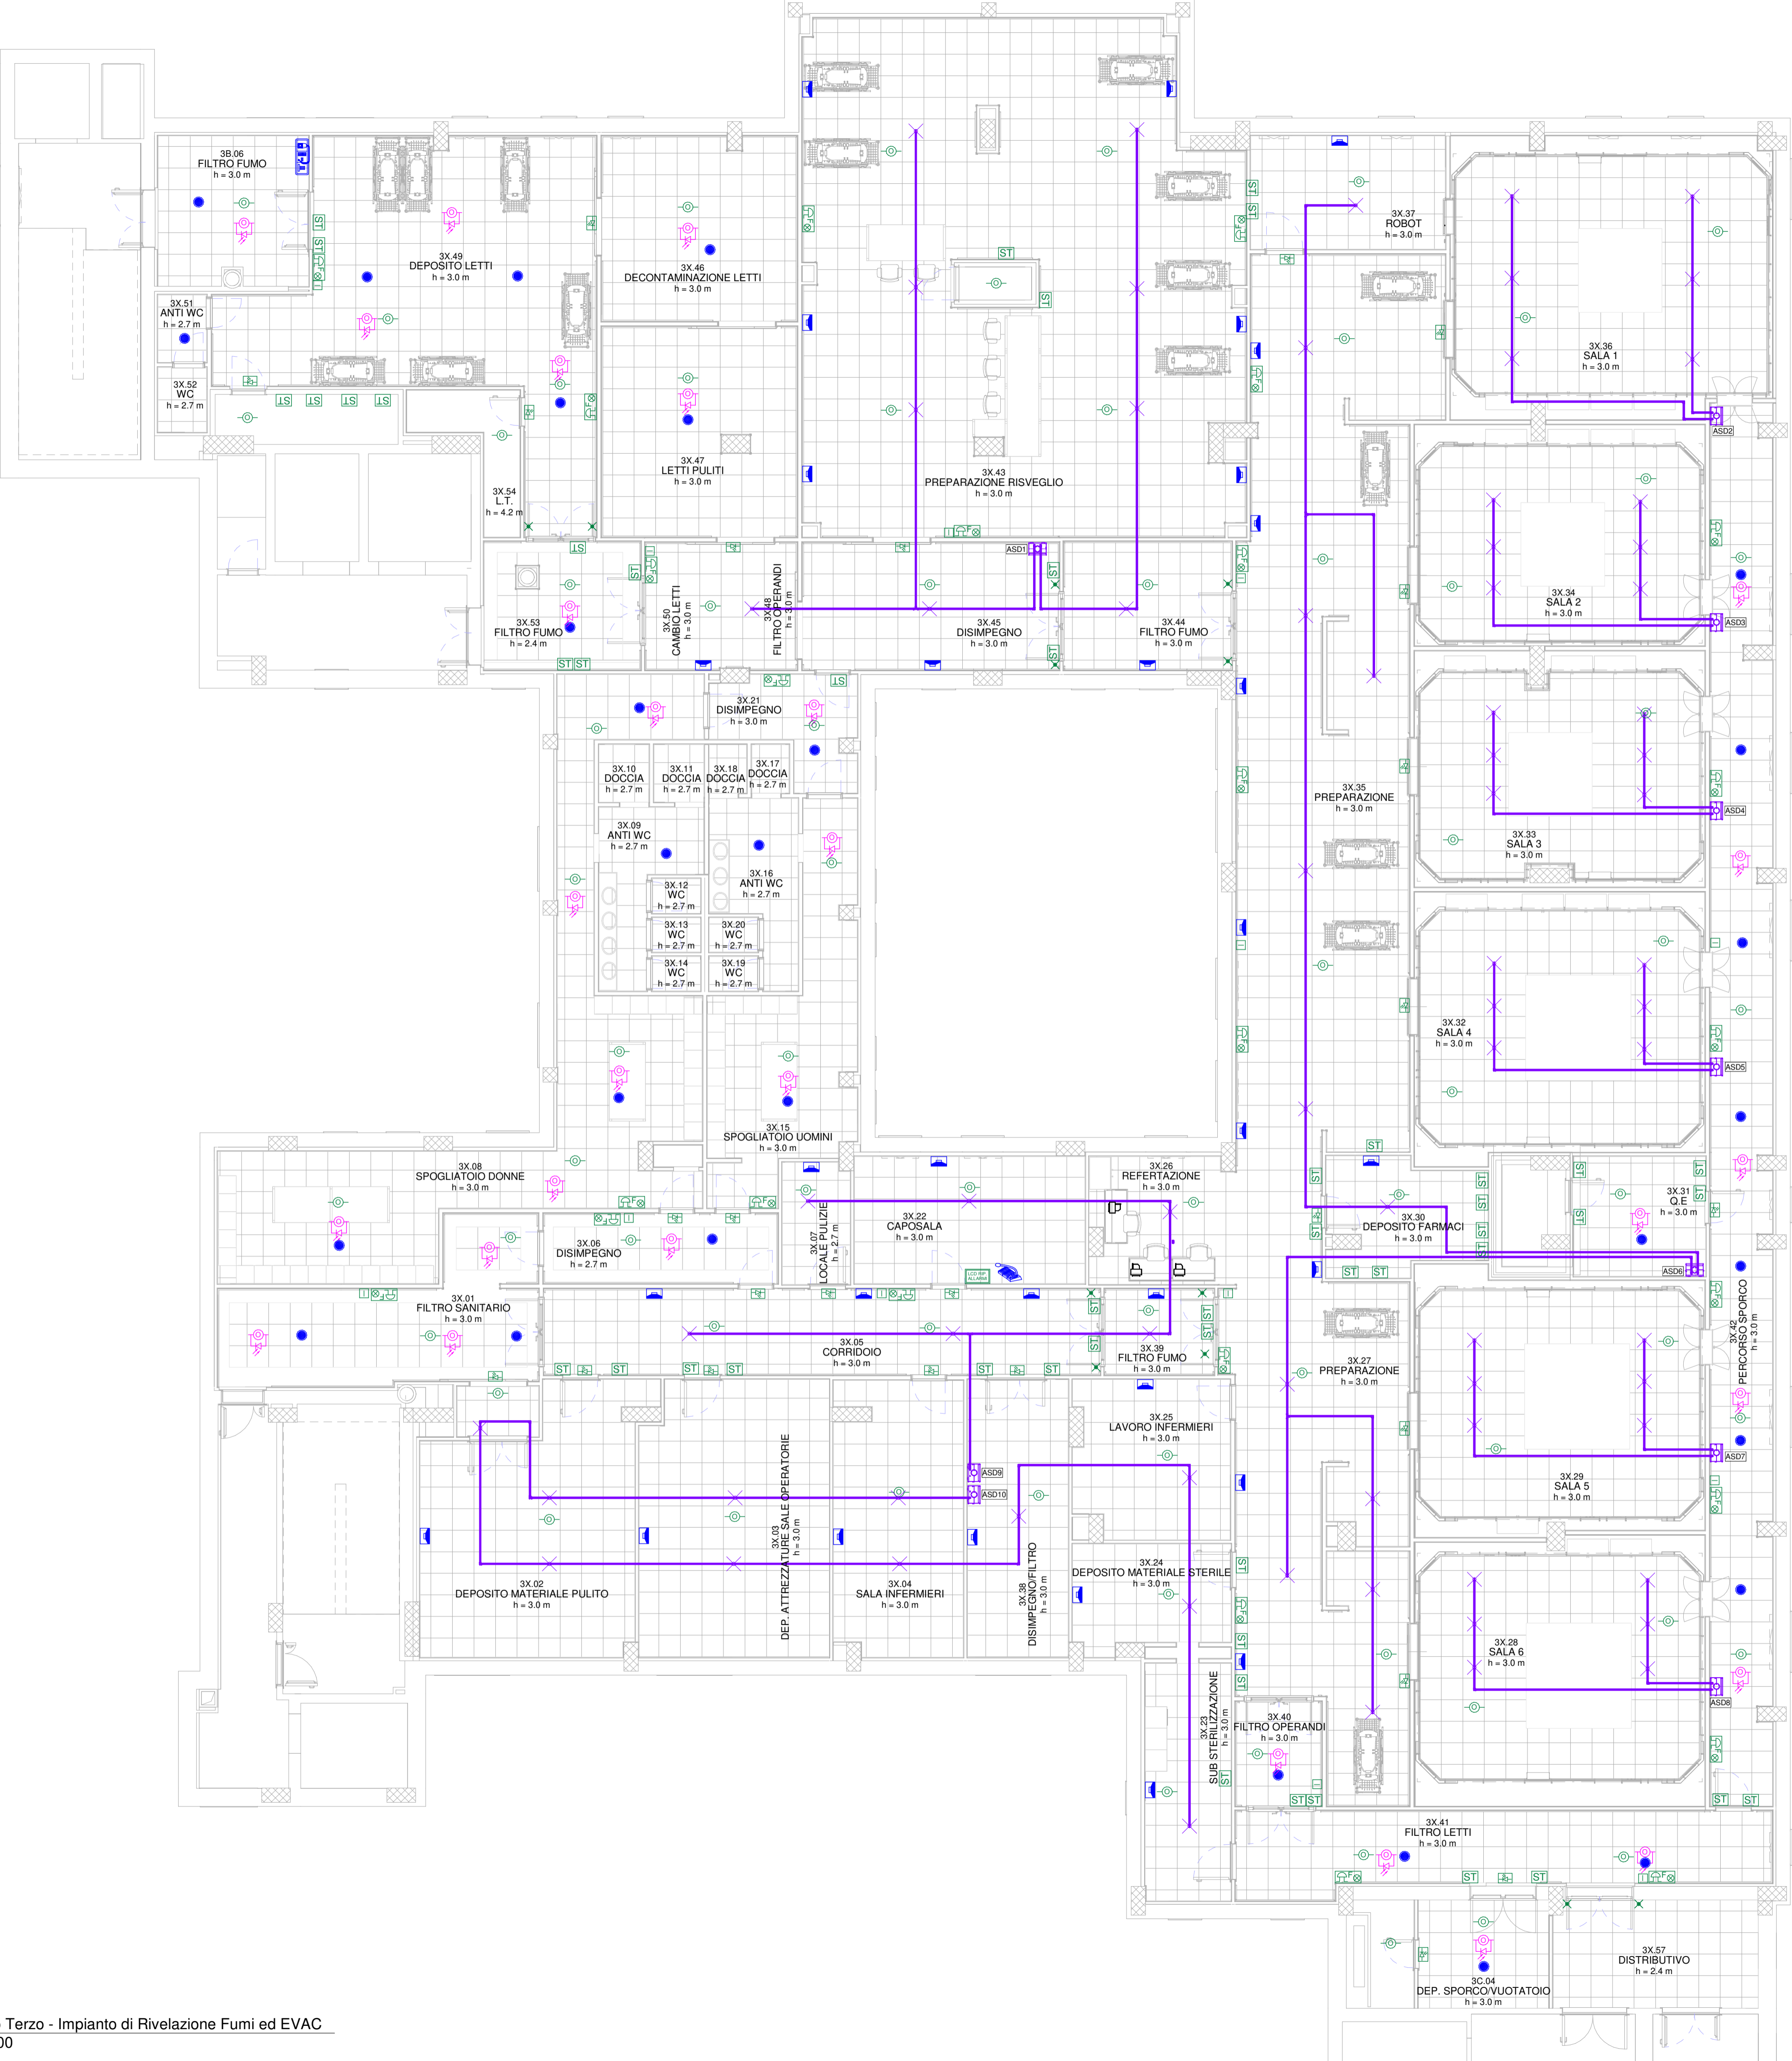 3B.06
FILTRO FUMO
h = 3.0 m
3X.49
DEPOSITO LETTI
h = 3.0 m
3X.46
DECONTAMINAZIONE LETTI
h = 3.0 m
3X.37
ROBOT
h = 3.0 m
3X.51
ANTI WC
h = 2.7 m
3X.52
WC
h = 2.7 m
3X.36
SALA 1
h = 3.0 m
ASD2
3X.47
LETTI PULITI
h = 3.0 m
3X.43
PREPARAZIONE RISVEGLIO
h = 3.0 m
3X.54
L.T.
h = 4.2 m
ASD1
3X.53
FILTRO FUMO
h = 2.4 m
3X.50
CAMBIO LETTI
h = 3.0 m
3X.48
FILTRO OPERANDI
h = 3.0 m
3X.45
DISIMPEGNO
h = 3.0 m
3X.44
FILTRO FUMO
h = 3.0 m
3X.34
SALA 2
h = 3.0 m
ASD3
3X.21
DISIMPEGNO
h = 3.0 m
3X.10
DOCCIA
h = 2.7 m
3X.11
DOCCIA
h = 2.7 m
3X.18
DOCCIA
h = 2.7 m
3X.17
DOCCIA
h = 2.7 m
3X.35
PREPARAZIONE
h = 3.0 m
ASD4
3X.33
SALA 3
h = 3.0 m
3X.09
ANTI WC
h = 2.7 m
3X.16
ANTI WC
h = 2.7 m
3X.12
WC
h = 2.7 m
3X.13
WC
h = 2.7 m
3X.20
WC
h = 2.7 m
3X.14
WC
h = 2.7 m
3X.19
WC
h = 2.7 m
3X.32
SALA 4
h = 3.0 m
ASD5
3X.15
SPOGLIATOIO UOMINI
h = 3.0 m
3X.08
SPOGLIATOIO DONNE
h = 3.0 m
3X.26
REFERTAZIONE
h = 3.0 m
3X.31
Q.E
h = 3.0 m
3X.07
LOCALE PULIZIE
h = 2.7 m
3X.22
CAPOSALA
h = 3.0 m
3X.30
DEPOSITO FARMACI
h = 3.0 m
3X.06
DISIMPEGNO
h = 2.7 m
LCD RIP
ALLARMI
ASD6
3X.01
FILTRO SANITARIO
h = 3.0 m
3X.42
PERCORSO SPORCO
h = 3.0 m
3X.05
CORRIDOIO
h = 3.0 m
3X.39
FILTRO FUMO
h = 3.0 m
3X.27
PREPARAZIONE
h = 3.0 m
3X.25
LAVORO INFERMIERI
h = 3.0 m
ASD7
ASD9
ASD10
3X.29
SALA 5
h = 3.0 m
3X.02
DEPOSITO MATERIALE PULITO
h = 3.0 m
3X.03
DEP. ATTREZZATURE SALE OPERATORIE
h = 3.0 m
3X.04
SALA INFERMIERI
h = 3.0 m
3X.38
DISIMPEGNO/FILTRO
h = 3.0 m
3X.24
DEPOSITO MATERIALE STERILE
h = 3.0 m
3X.28
SALA 6
h = 3.0 m
ASD8
3X.23
SUB STERILIZZAZIONE
h = 3.0 m
3X.40
FILTRO OPERANDI
h = 3.0 m
3X.41
FILTRO LETTI
h = 3.0 m
3X.57
DISTRIBUTIVO
h = 2.4 m
3C.04
DEP. SPORCO/VUOTATOIO
h = 3.0 m
Terzo - Impianto di Rivelazione Fumi ed EVAC
00